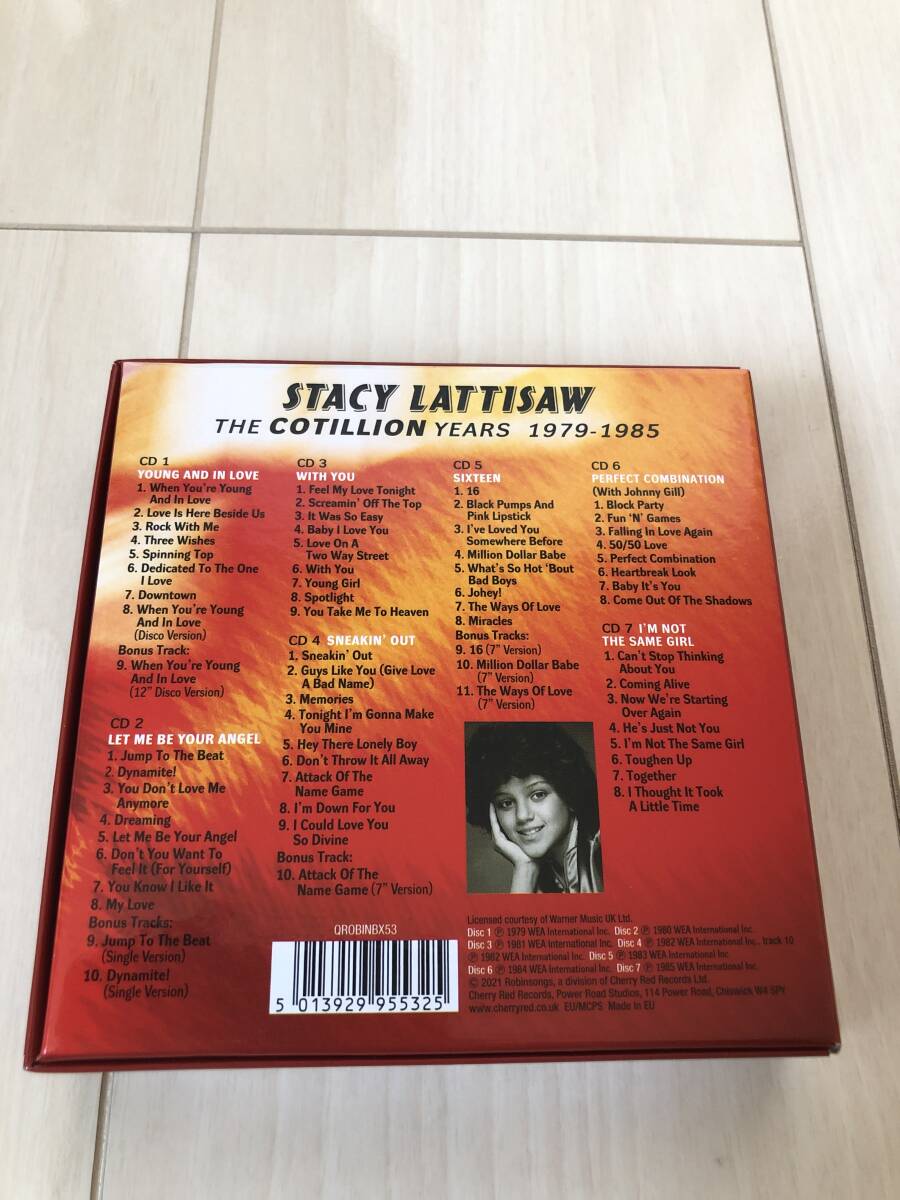 STACY LATTISAW
THE COTILLION YEARS 1979-1985
CD 1
YOUNG AND IN LOVE
1. When You're Young
And In Love
2. Love Is Here Beside Us
3. Rock With Me
4. Three Wishes
5. Spinning Top
6. Dedicated To The One
I Love
7. Downtown
8. When You're Young
And In Love
(Disco Version)
Bonus Track:
9. When You're Young
And In Love
(12" Disco Version)
CD 2
LET ME BE YOUR ANGEL
1. Jump To The Beat
2. Dynamite!
3. You Don't Love Me
Anymore
4. Dreaming
5. Let Me Be Your Angel
6. Don't You Want To
Feel It (For Yourself)
7. You Know I Like It
8. My Love
Bonus Tracks:
9. Jump To The Beat
(Single Version)
10. Dynamite!
(Single Version)
CD 3
WITH YOU
1. Feel My Love Tonight
2. Screamin' Off The Top
3. It Was So Easy
4. Baby I Love You
5. Love On A
Two Way Street
6. With You
7. Young Girl
8. Spotlight
9. You Take Me To Heaven
CD 4 SNEAKIN' OUT
1. Sneakin' Out
2. Guys Like You (Give Love
A Bad Name)
3. Memories
4. Tonight I'm Gonna Make
You Mine
5. Hey There Lonely Boy
6. Don't Throw It All Away
7. Attack Of The
Name Game
8. I'm Down For You
9. I Could Love You
So Divine
Bonus Track:
10. Attack Of The
Name Game (7" Version)
CD 5
SIXTEEN
1. 16
2. Black Pumps And
Pink Lipstick
3. I've Loved You
Somewhere Before
4. Million Dollar Babe
5. What's So Hot 'Bout
Bad Boys
6. Johey!
7. The Ways Of Love
8. Miracles
Bonus Tracks:
9. 16 (7" Version)
10. Million Dollar Babe
(7" Version)
11. The Ways Of Love
(7" Version)
CD 6
PERFECT COMBINATION
(With Johnny Gill)
1. Block Party
2. Fun 'N' Games
3. Falling In Love Again
4. 50/50 Love
5. Perfect Combination
6. Heartbreak Look
7. Baby It's You
8. Come Out Of The Shadows
CD 7 I'M NOT
THE SAME GIRL
1. Can't Stop Thinking
About You
2. Coming Alive
3. Now We're Starting
Over Again
4. He's Just Not You
5. I'm Not The Same Girl
6. Toughen Up
7. Together
8. I Thought It Took
A Little Time
QROBINBX53
5 013929 955325
Licensed courtesy of Warner Music UK Ltd.
Disc 1 ℗ 1979 WEA International Inc. Disc 2 ℗ 1980 WEA International Inc.
Disc 3 ℗ 1981 WEA International Inc. Disc 4 ℗ 1982 WEA International Inc., track 10
℗ 1982 WEA International Inc. Disc 5 ℗ 1983 WEA International Inc.
Disc 6 ℗ 1984 WEA International Inc. Disc 7 ℗ 1985 WEA International Inc.
© 2021 Robinsongs, a division of Cherry Red Records Ltd.
Cherry Red Records, Power Road Studios, 114 Power Road, Chiswick W4 5PY
www.cherryred.co.uk EU/MCPS Made in EU